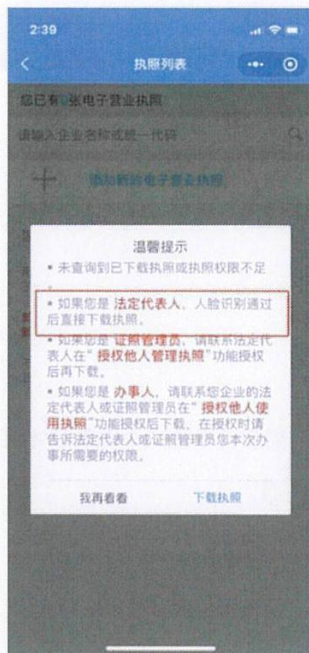 2:39
执照列表
您已有 张电子营业执照
请输入企业名称或统一代码
添加新的电子营业执照
温馨提示
▪ 未查询到已下载执照或执照权限不足
。
▪ 如果您是 法定代表人，人脸识别通过
后直接下载执照。
▪ 如果您是 证照管理员，请联系法定代
表人在“ 授权他人管理执照”功能授权
后再下载。
▪ 如果您是 办事人，请联系您企业的法
定代表人或证照管理员在“ 授权他人使
用执照”功能授权后下载，在授权时请
告诉法定代表人或证照管理员您本次办
事所需要的权限。
我再看看
下载执照